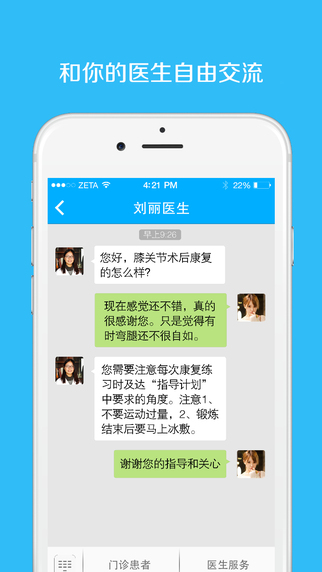 和你的医生自由交流
ZETA 4:21 PM 22%
刘丽医生
早上9:26
您好，膝关节术后康复
的怎么样？
现在感觉还不错，真的
很感谢您。只是觉得有
时弯腿还不很自如。
您需要注意每次康复练
习时及达“指导计划”
中要求的角度。注意1、
不要运动过量，2、锻炼
结束后要马上冰敷。
谢谢您的指导和关心
门诊患者 医生服务